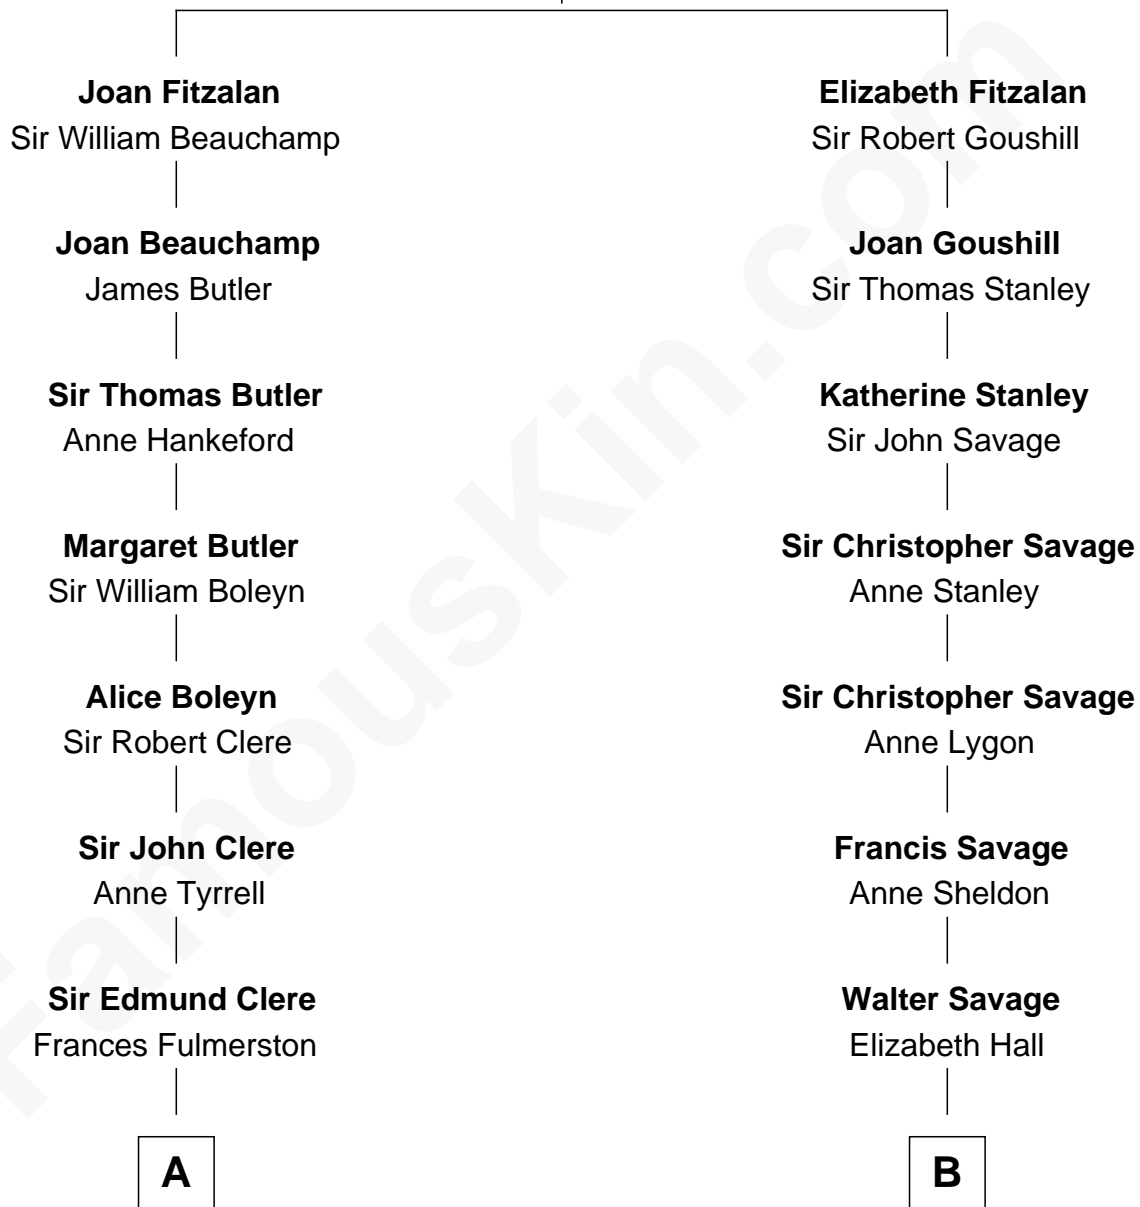 Joan Fitzalan
Sir William Beauchamp
Joan Beauchamp
James Butler
Sir Thomas Butler
Anne Hankeford
Margaret Butler
Sir William Boleyn
Alice Boleyn
Sir Robert Clere
Sir John Clere
Anne Tyrrell
Sir Edmund Clere
Frances Fulmerston
A
Elizabeth Fitzalan
Sir Robert Goushill
Joan Goushill
Sir Thomas Stanley
Katherine Stanley
Sir John Savage
Sir Christopher Savage
Anne Stanley
Sir Christopher Savage
Anne Lygon
Francis Savage
Anne Sheldon
Walter Savage
Elizabeth Hall
B
FamousKin.com